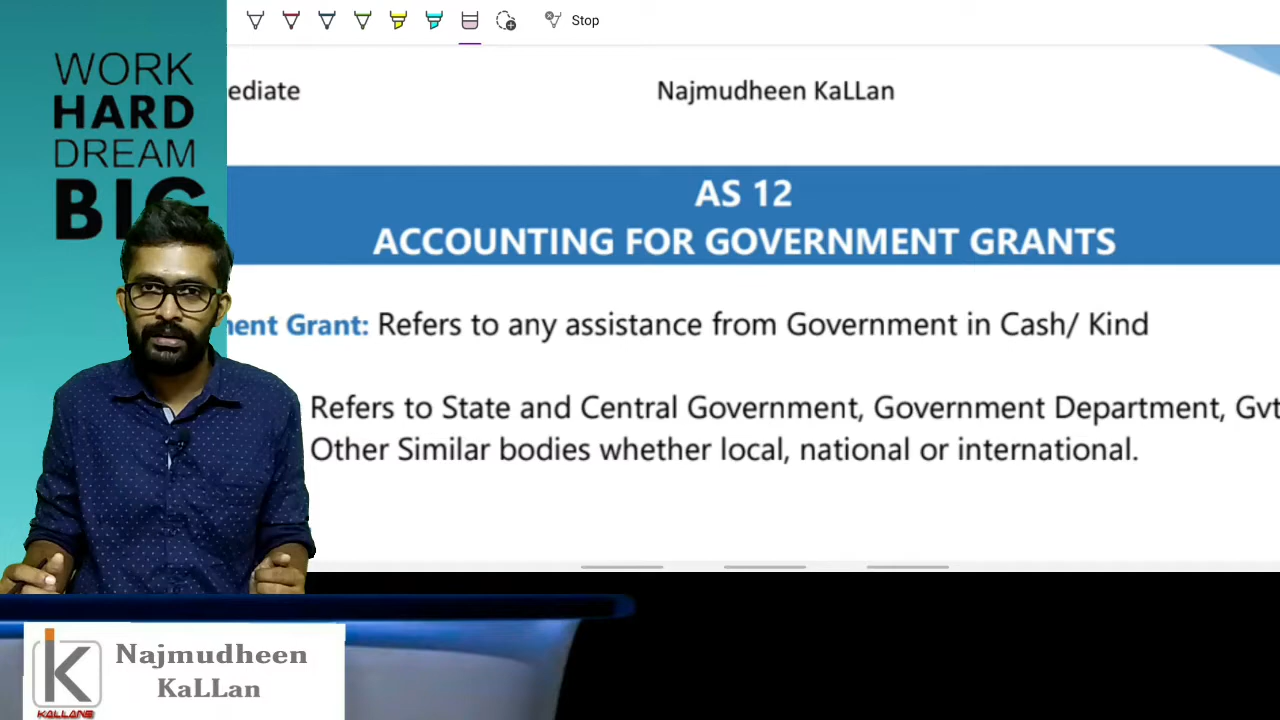 Stop
WORK
HARD
DREAM
BIG
ediate
Najmudheen KaLLan
AS 12
ACCOUNTING FOR GOVERNMENT GRANTS
ment Grant: Refers to any assistance from Government in Cash/ Kind
Refers to State and Central Government, Government Department, Gvt
Other Similar bodies whether local, national or international.
Najmudheen
KaLLan
K
KALLANS